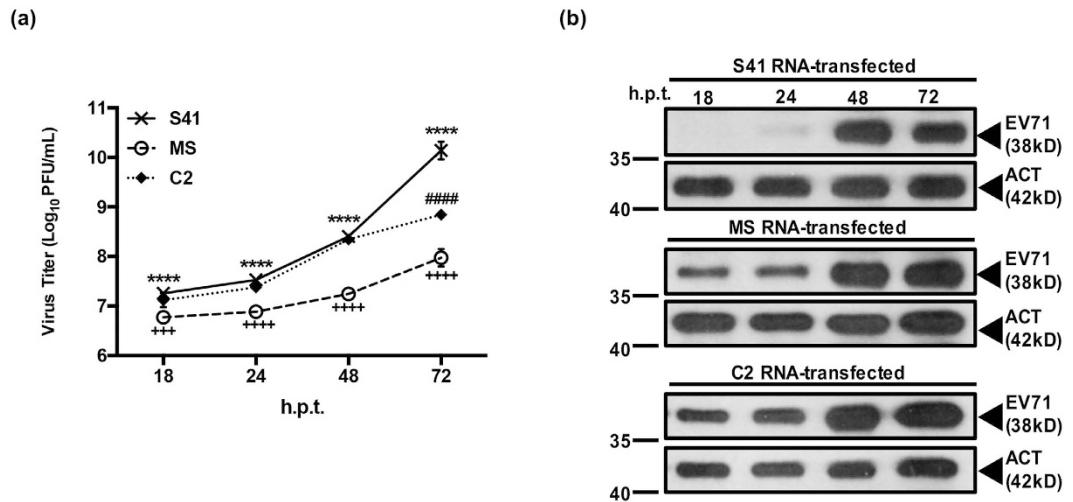 (a)
(b)
11
10
9
8
7
6
Virus Titer (Log10 PFU/mL)
S41
MS
C2
****
****
****
****
####
+++
++++
++++
++++
18 24 48 72
h.p.t.
S41 RNA-transfected
h.p.t. 18 24 48 72
EV71
(38kD)
35
ACT
(42kD)
40
MS RNA-transfected
EV71
(38kD)
35
ACT
(42kD)
40
C2 RNA-transfected
EV71
(38kD)
35
ACT
(42kD)
40